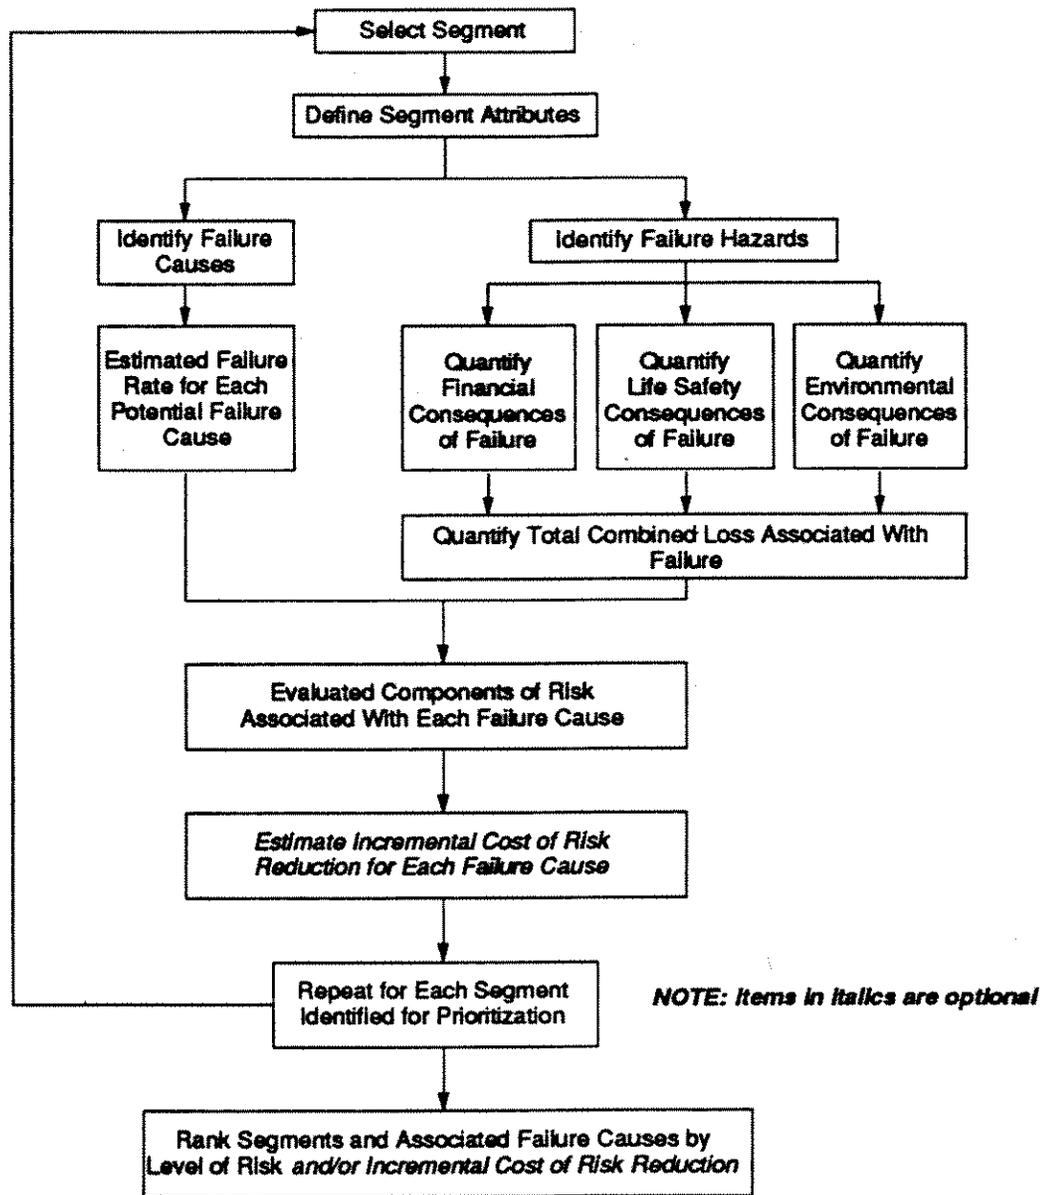 Select Segment
Define Segment Attributes
Identify Failure
Causes
Identify Failure Hazards
Estimated Failure
Rate for Each
Potential Failure
Cause
Quantify
Financial
Consequences
of Failure
Quantify
Life Safety
Consequences
of Failure
Quantify
Environmental
Consequences
of Failure
Quantify Total Combined Loss Associated With
Failure
Evaluated Components of Risk
Associated With Each Failure Cause
Estimate Incremental Cost of Risk
Reduction for Each Failure Cause
Repeat for Each Segment
Identified for Prioritization
NOTE: Items in italics are optional
Rank Segments and Associated Failure Causes by
Level of Risk and/or Incremental Cost of Risk Reduction